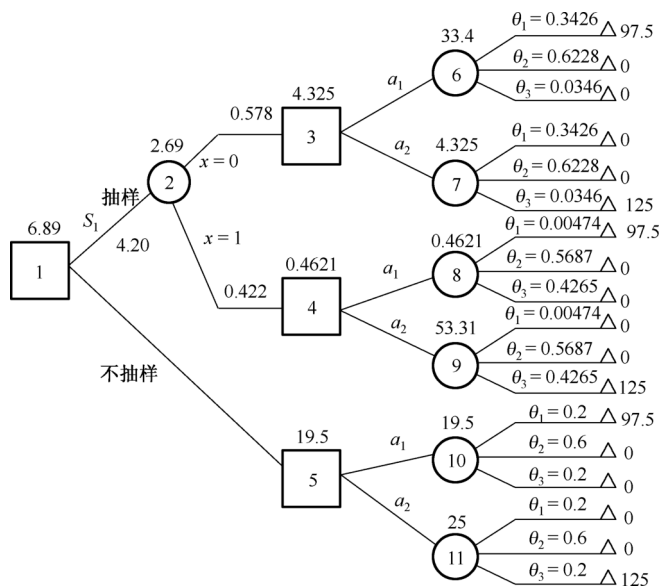 θ₁ = 0.3426 97.5
33.4
6
θ₂ = 0.6228 0
θ₃ = 0.0346 0
a₁
4.325
0.578
3
a₂
θ₁ = 0.3426 0
4.325
7
θ₂ = 0.6228 0
θ₃ = 0.0346 125
2.69
2
x = 0
抽样
S₁
4.20
6.89
1
x = 1
θ₁ = 0.00474 97.5
0.4621
8
θ₂ = 0.5687 0
θ₃ = 0.4265 0
a₁
0.4621
0.422
4
a₂
θ₁ = 0.00474 0
53.31
9
θ₂ = 0.5687 0
θ₃ = 0.4265 125
不抽样
θ₁ = 0.2 97.5
19.5
10
θ₂ = 0.6 0
θ₃ = 0.2 0
a₁
19.5
5
a₂
θ₁ = 0.2 0
25
11
θ₂ = 0.6 0
θ₃ = 0.2 125